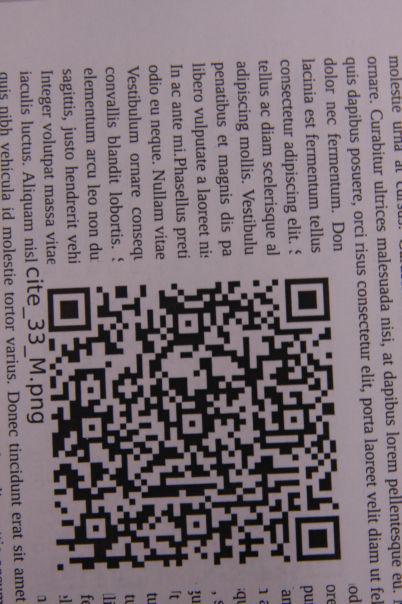 molestie urna at
ornare. Curabitur ultrices malesuada nisi, at dapibus lorem pellentesque eu
quis dapibus posuere, orci risus consectetur elit, porta laoreet velit diam ut fel
dolor nec fermentum. Don
lacinia est fermentum tellus
consectetur adipiscing elit. S
tellus ac diam scelerisque al
adipiscing mollis. Vestibulu
penatibus et magnis dis pa
libero vulputate a laoreet ni
In ac ante mi.Phasellus preti
odio eu neque. Nullam vitae
Vestibulum ornare consequ
convallis blandit lobortis. S
elementum arcu leo non du
sagittis, justo hendrerit vehi
Integer volutpat massa vitae
iaculis luctus. Aliquam nisl
cite_33_M.png
quis nibh vehicula id molestie tortor varius. Donec tincidunt erat sit amet